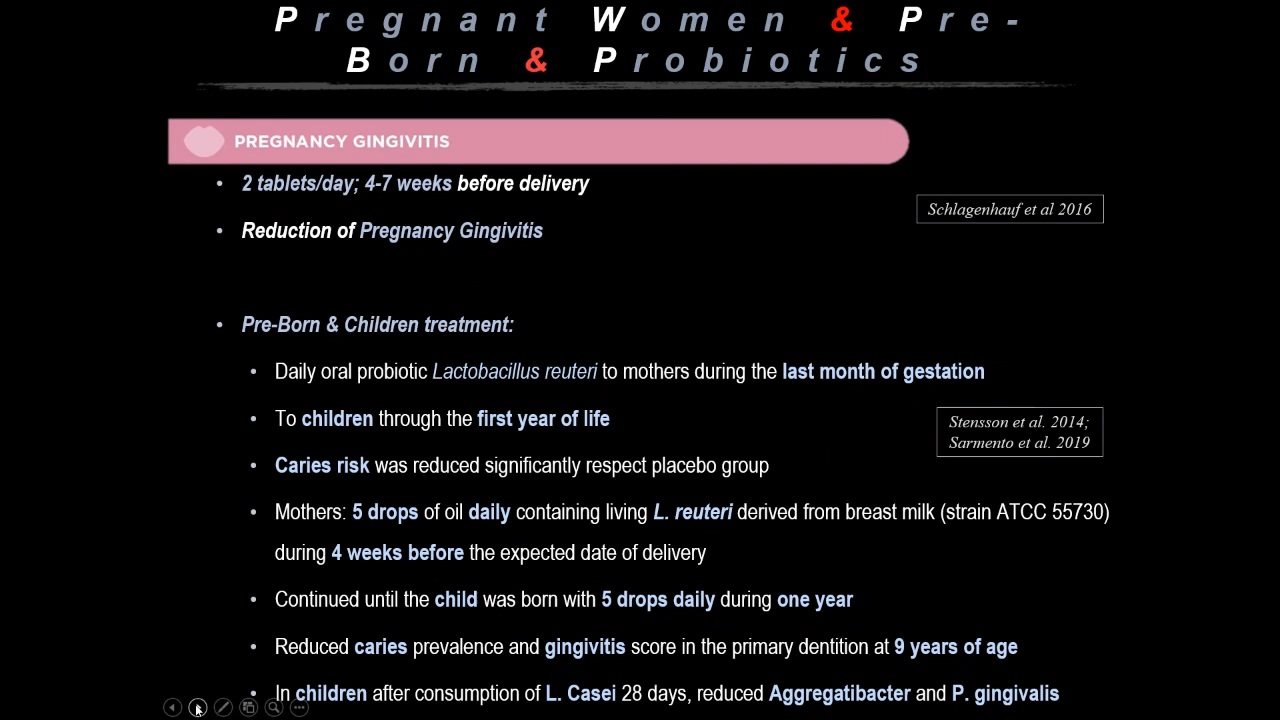 Pregnant Women & Pre-
Born & Probiotics
PREGNANCY GINGIVITIS
• 2 tablets/day; 4-7 weeks before delivery
Schlagenhauf et al 2016
• Reduction of Pregnancy Gingivitis
• Pre-Born & Children treatment:
• Daily oral probiotic Lactobacillus reuteri to mothers during the last month of gestation
• To children through the first year of life
Stensson et al. 2014;
Sarmento et al. 2019
• Caries risk was reduced significantly respect placebo group
• Mothers: 5 drops of oil daily containing living L. reuteri derived from breast milk (strain ATCC 55730)
during 4 weeks before the expected date of delivery
• Continued until the child was born with 5 drops daily during one year
• Reduced caries prevalence and gingivitis score in the primary dentition at 9 years of age
• In children after consumption of L. Casei 28 days, reduced Aggregatibacter and P. gingivalis